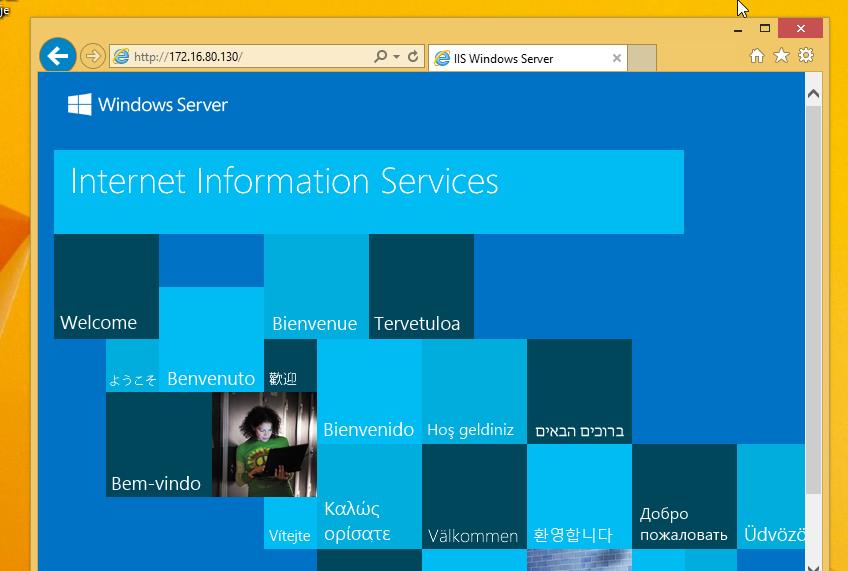 je
http://172.16.80.130/
IIS Windows Server
Windows Server
Internet Information Services
Welcome
Bienvenue
Tervetuloa
ようこそ
Benvenuto
歡迎
Bienvenido
Hoş geldiniz
ברוכים הבאים
Bem-vindo
Vítejte
Καλώς
ορίσατε
Välkommen
환영합니다
Добро
пожаловать
Üdvözö